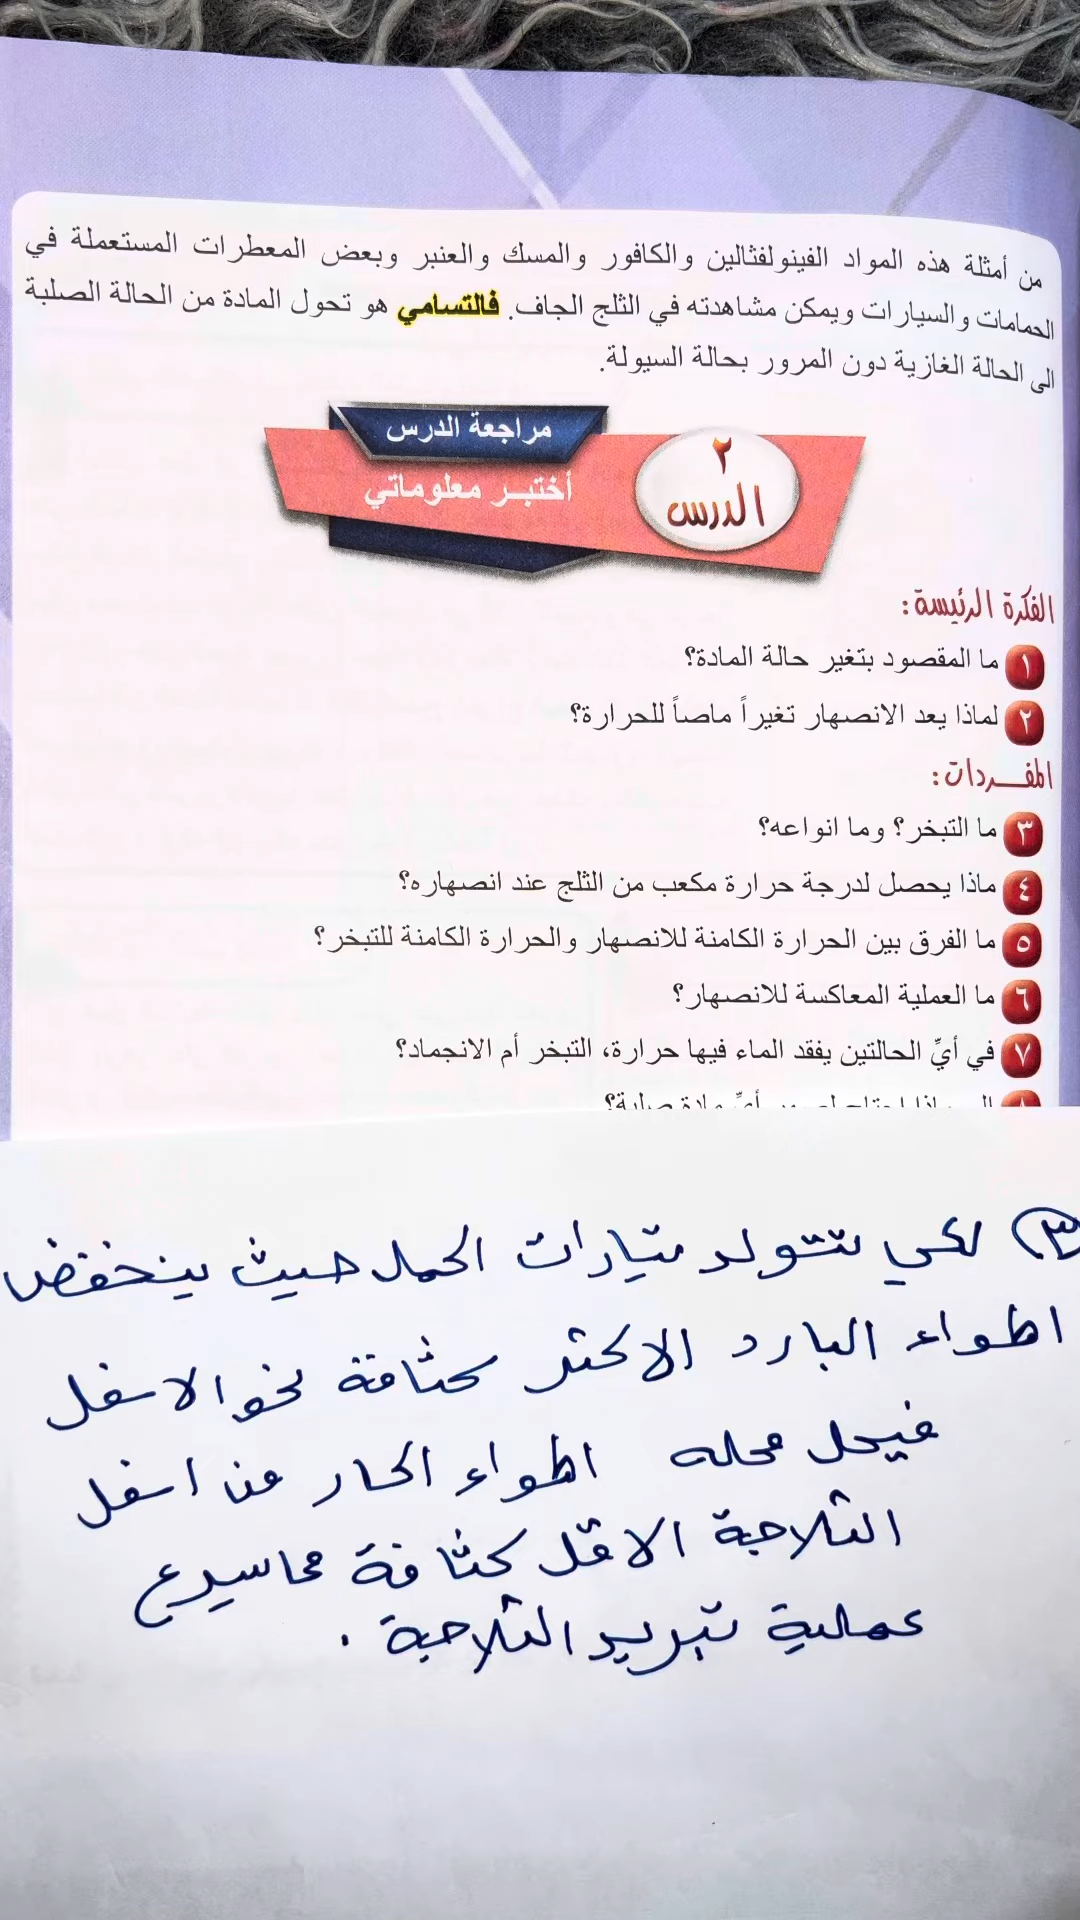 من أمثلة هذه المواد الفينولفثالين والكافور والمسك والعنبر وبعض المعطرات المستعملة في
الحمامات والسيارات ويمكن مشاهدته في الثلج الجاف. فالتسامي هو تحول المادة من الحالة الصلبة
الى الحالة الغازية دون المرور بحالة السيولة.
مراجعة الدرس
أختبر معلوماتي
٢
الدرس
الفكرة الرئيسة:
١ ما المقصود بتغير حالة المادة؟
٢ لماذا يعد الانصهار تغيراً ماصاً للحرارة؟
المفـردات:
٣ ما التبخر؟ وما انواعه؟
٤ ماذا يحصل لدرجة حرارة مكعب من الثلج عند انصهاره؟
٥ ما الفرق بين الحرارة الكامنة للانصهار والحرارة الكامنة للتبخر؟
٦ ما العملية المعاكسة للانصهار؟
٧ في أيِّ الحالتين يفقد الماء فيها حرارة، التبخر أم الانجماد؟
أيِّ مادة صلبة؟
٣ لكي تتولد تيارات الحمل حيث ينخفض
الهواء البارد الاكثر كثافة نحو الاسفل
فيحل محله الهواء الحار من اسفل
الثلاجة الاقل كثافة مما سيرع
عملية تبريد الثلاجة .